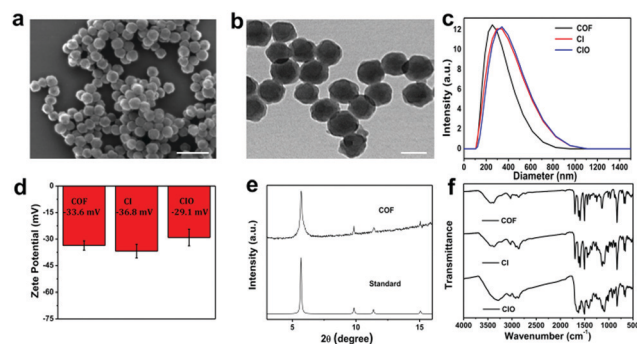 a
b
c
COF
CI
CIO
Intensity (a.u.)
12
10
8
6
4
2
0
0 200 400 600 800 1000 1200 1400
Diameter (nm)
d
Zete Potential (mV)
0
-15
-30
-45
-60
-75
COF CI CIO
-33.6 mV -36.8 mV -29.1 mV
e
Intensity (a.u.)
COF
Standard
5 10 15
2θ (degree)
f
Transmittance
COF
CI
CIO
4000 3500 3000 2500 2000 1500 1000 500
Wavenumber (cm⁻¹)